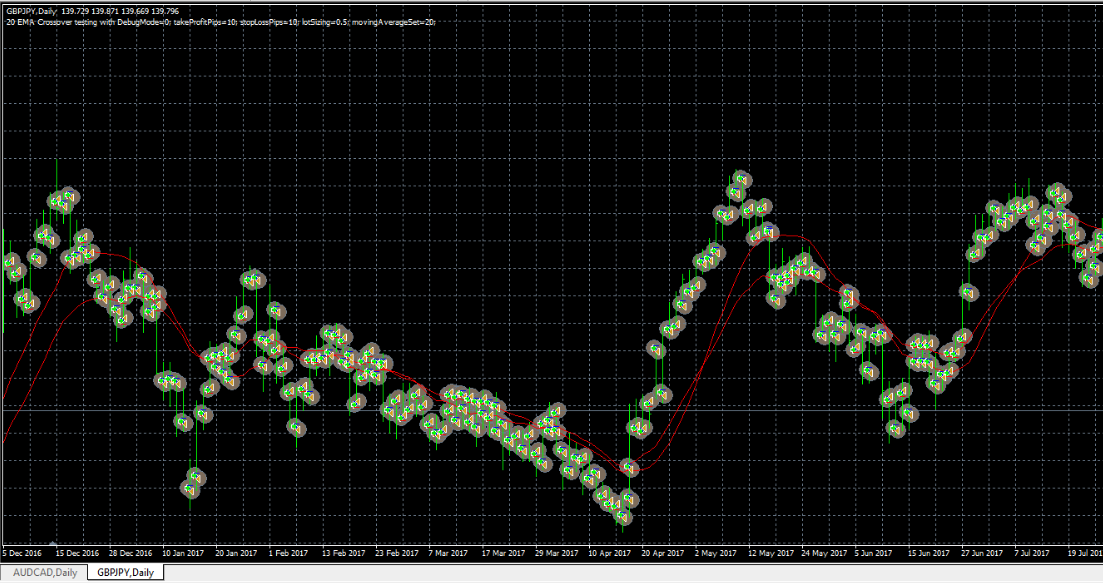 GBPJPY,Daily 139.729 139.871 139.669 139.796
20 EMA Crossover testing with DebugMode=0; takeProfitPips=10; stopLossPips=10; lotSizing=0.5; movingAverageSet=20;
5 Dec 2016 15 Dec 2016 28 Dec 2016 10 Jan 2017 20 Jan 2017 1 Feb 2017 13 Feb 2017 23 Feb 2017 7 Mar 2017 17 Mar 2017 29 Mar 2017 10 Apr 2017 20 Apr 2017 2 May 2017 12 May 2017 24 May 2017 5 Jun 2017 15 Jun 2017 27 Jun 2017 7 Jul 2017 19 Jul 201
AUDCAD,Daily GBPJPY,Daily